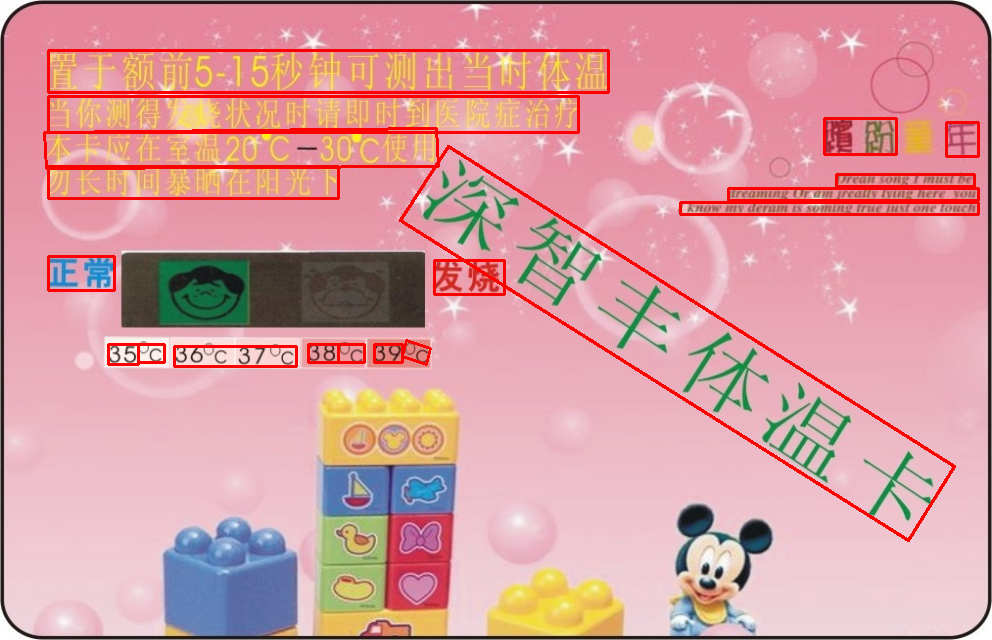 置于额前5-15秒钟可测出当时体温
当你测得发烧状况时请即时到医院症治疗
本卡应在室温20℃—30℃使用
勿长时间暴晒在阳光下
缤纷童年
Drean song I must be
dreaming Or am jreally lying here you
know my deram is soming true just one touch
正常
发烧
35℃ 36℃ 37℃ 38℃ 39℃
深智丰体温卡